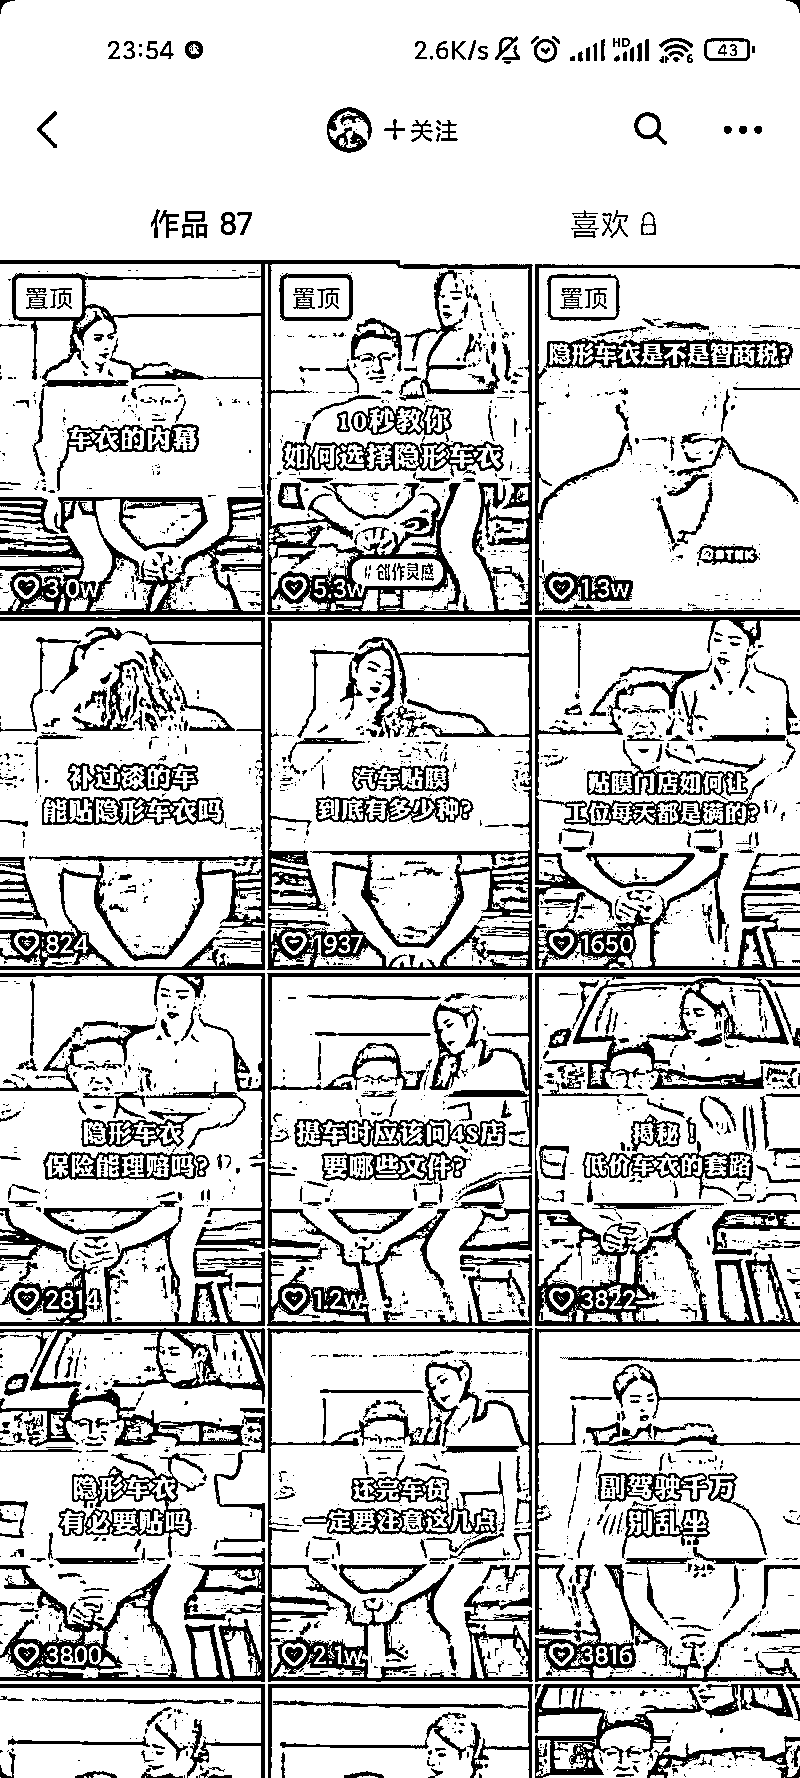 23:54
2.6K/s
HD
6
43
关注
作品 87
喜欢
置顶
车衣的内幕
3.0w
置顶
10秒教你
如何选择隐形车衣
#创作灵感
5.3w
置顶
隐形车衣是不是智商税?
1.3w
补过漆的车
能贴隐形车衣吗
824
汽车贴膜
到底有多少种?
1937
贴膜门店如何让
工位每天都是满的?
1650
隐形车衣
保险能理赔吗?
2814
提车时应该问4S店
要哪些文件?
1.2w
揭秘!
低价车衣的套路
3822
隐形车衣
有必要贴吗
3800
还完车贷
一定要注意这几点
2.1w
副驾驶千万
别乱坐
3816